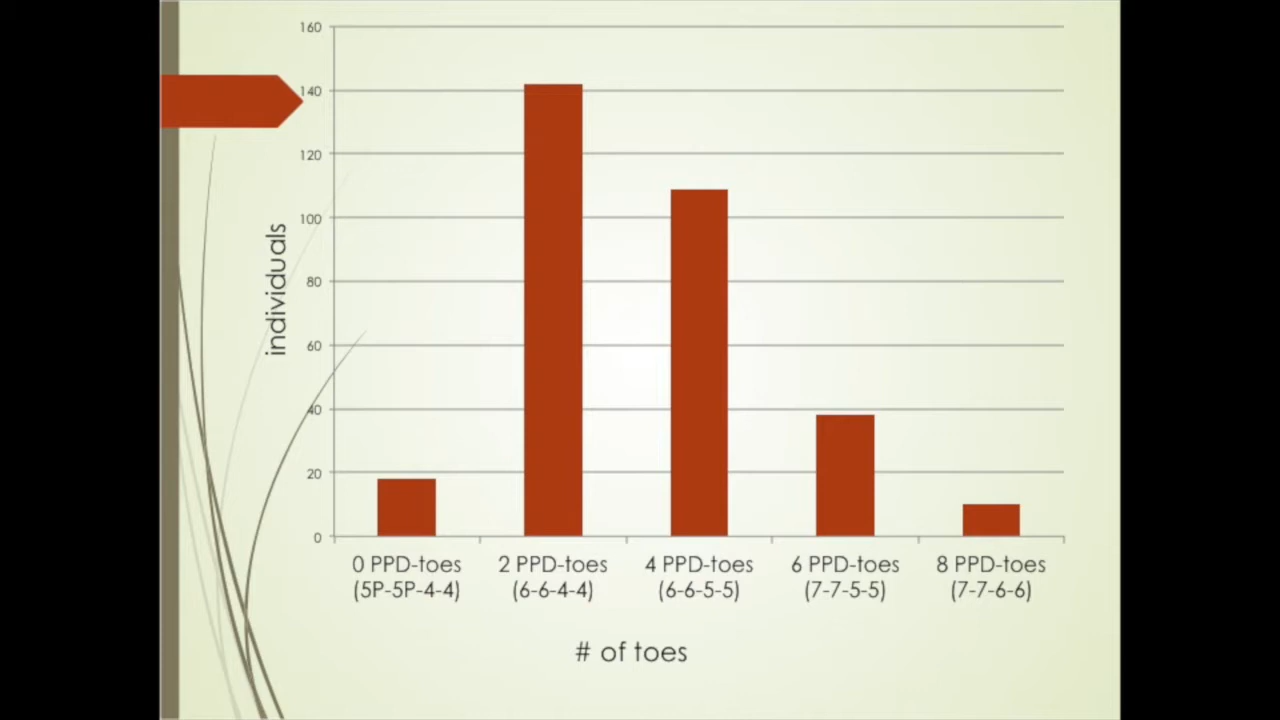 160
140
120
100
80
60
40
20
0
individuals
0 PPD-toes
(5P-5P-4-4)
2 PPD-toes
(6-6-4-4)
4 PPD-toes
(6-6-5-5)
6 PPD-toes
(7-7-5-5)
8 PPD-toes
(7-7-6-6)
# of toes